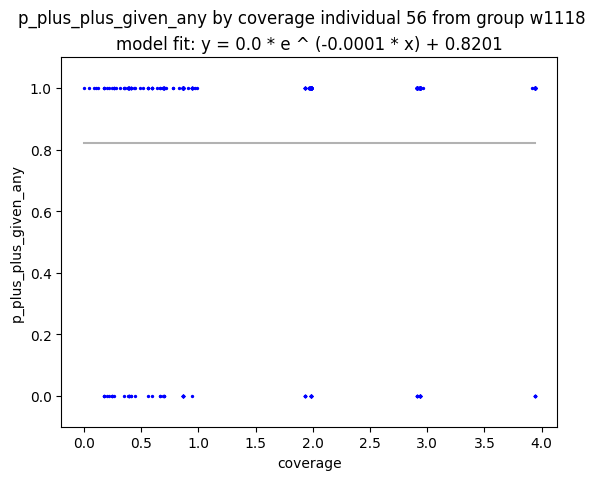 p_plus_plus_given_any by coverage individual 56 from group w1118
model fit: y = 0.0 * e ^ (-0.0001 * x) + 0.8201
p_plus_plus_given_any
1.0
0.8
0.6
0.4
0.2
0.0
0.0 0.5 1.0 1.5 2.0 2.5 3.0 3.5 4.0
coverage